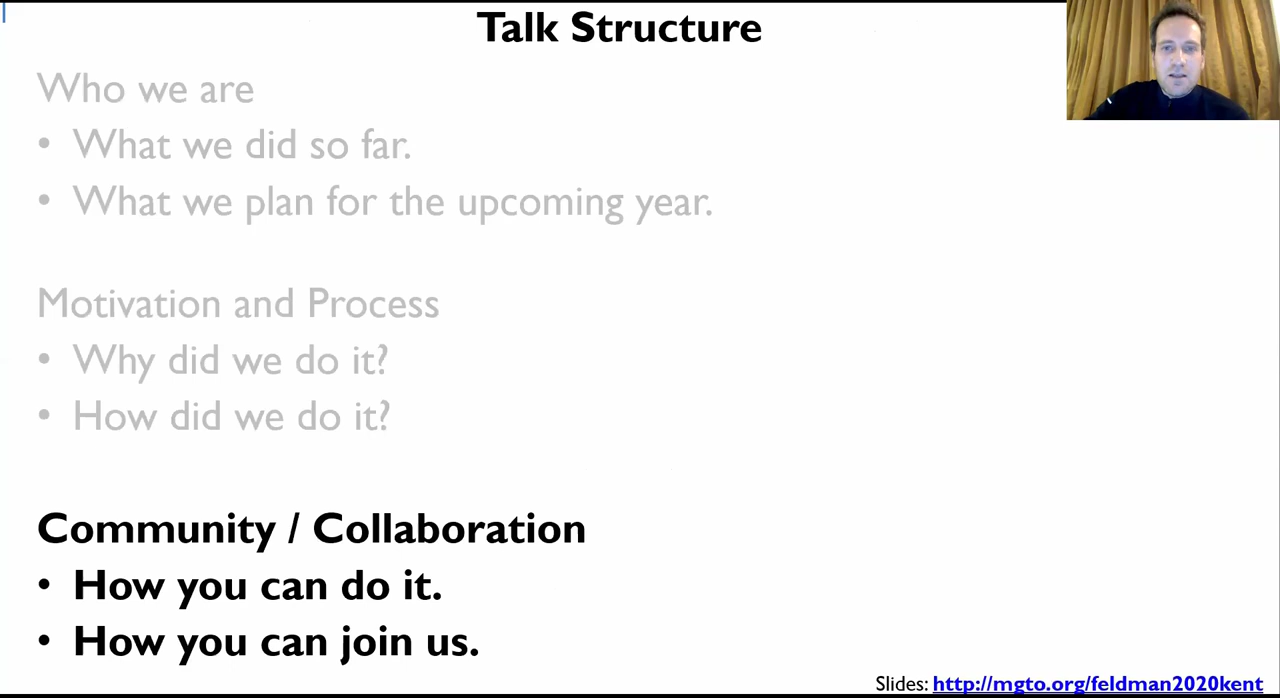 Talk Structure
Who we are
• What we did so far.
• What we plan for the upcoming year.
Motivation and Process
• Why did we do it?
• How did we do it?
Community / Collaboration
• How you can do it.
• How you can join us.
Slides: http://mgto.org/feldman2020kent